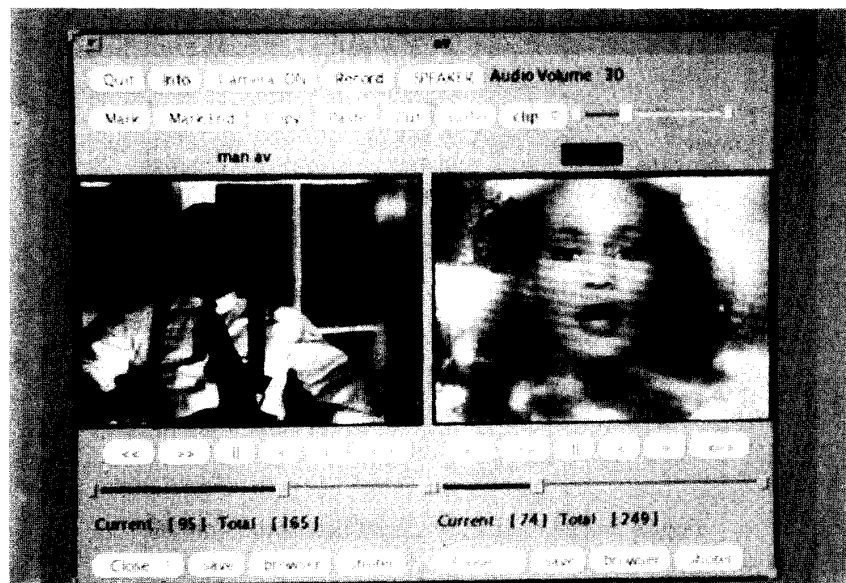 av
Quit Info Camera ON Record SPEAKER Audio Volume 30
Mark Mark End Copy Paste Cut clip
man av
<< >> || <
|| < > <->
Current [95] Total [165]
Current [74] Total [249]
Close save browser
save browser